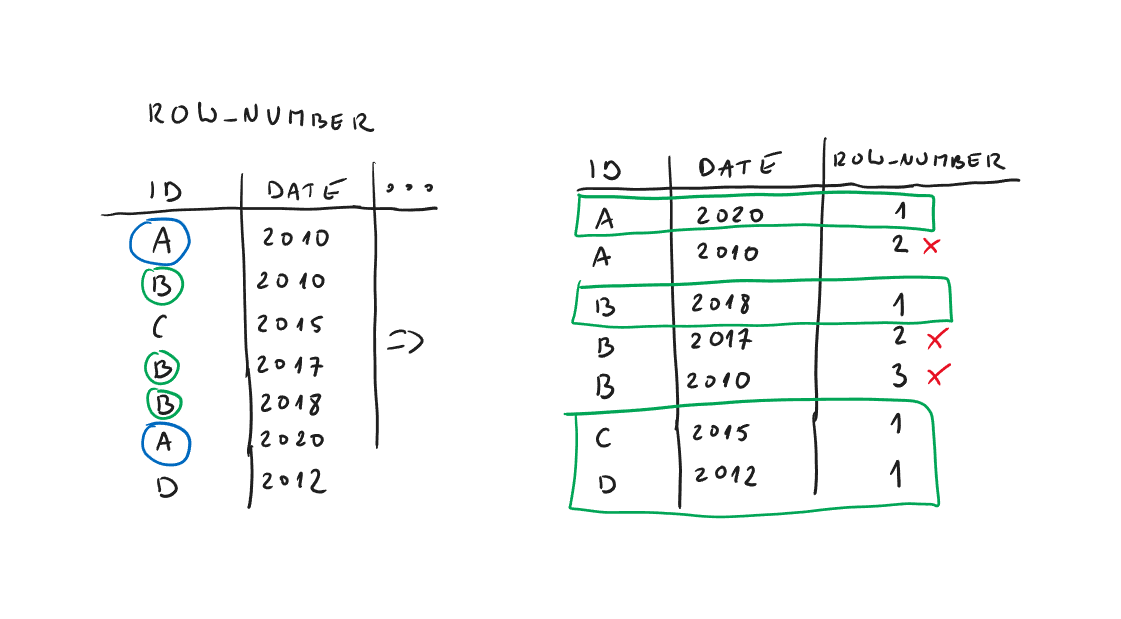 ROW_NUMBER
ID DATE ...
A 2010
B 2010
C 2015
B 2017
B 2018
A 2020
D 2012
=>
ID DATE ROW_NUMBER
A 2020 1
A 2010 2 x
B 2018 1
B 2017 2 x
B 2010 3 x
C 2015 1
D 2012 1